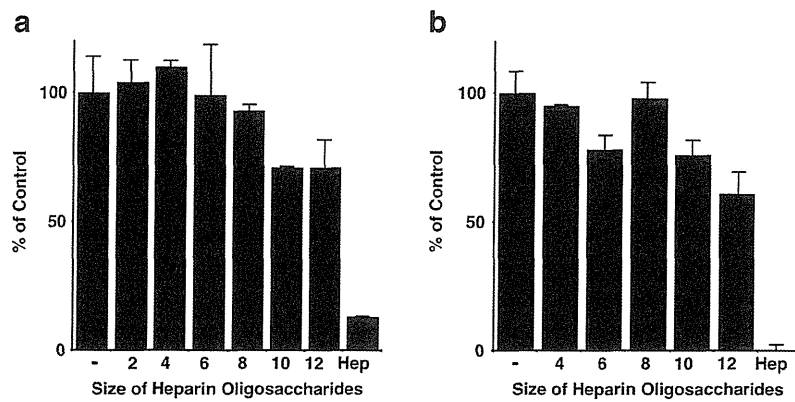 a
b
100
50
0
% of Control
- 2 4 6 8 10 12 Hep
Size of Heparin Oligosaccharides
100
50
0
% of Control
- 4 6 8 10 12 Hep
Size of Heparin Oligosaccharides